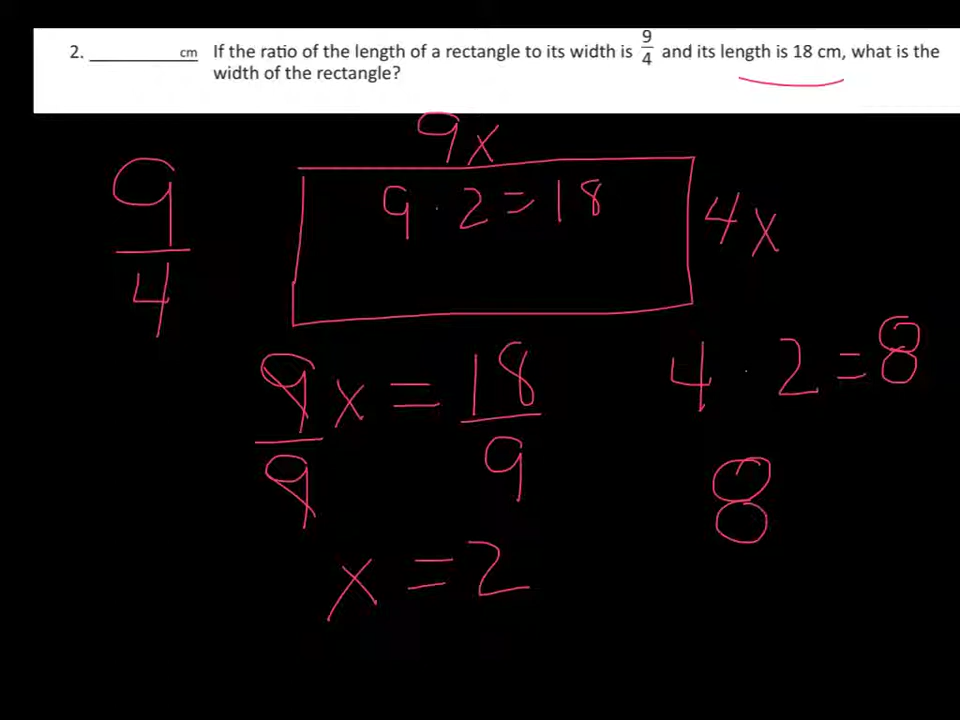 2. __________ cm If the ratio of the length of a rectangle to its width is 9/4 and its length is 18 cm, what is the
width of the rectangle?
9x
9/4
9 · 2 = 18
4x
9x/9 = 18/9
4 · 2 = 8
8
x = 2